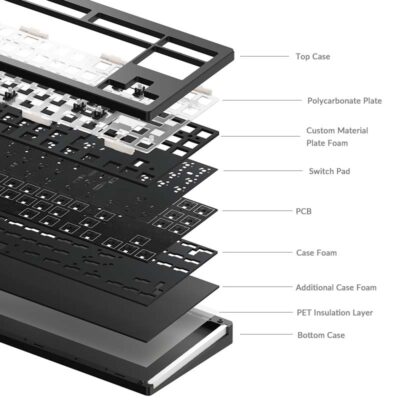 Top Case
Polycarbonate Plate
Custom Material
Plate Foam
Switch Pad
PCB
Case Foam
Additional Case Foam
PET Insulation Layer
Bottom Case